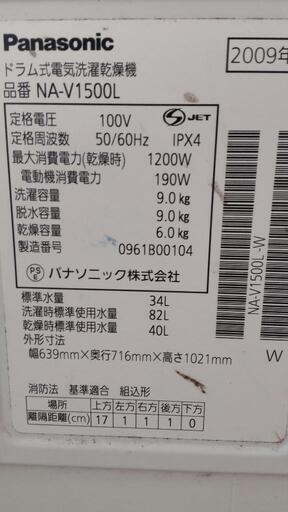 Panasonic
2009年
ドラム式電気洗濯乾燥機
品番 NA-V1500L
定格電圧 100V
S JET
定格周波数 50/60Hz IPX4
最大消費電力(乾燥時) 1200W
電動機消費電力 190W
洗濯容量 9.0kg
脱水容量 9.0kg
乾燥容量 6.0kg
製造番号 0961B00104
PSE パナソニック株式会社
標準水量 34L
洗濯時標準使用水量 82L
乾燥時標準使用水量 40L
外形寸法
幅639mm×奥行716mm×高さ1021mm
消防法 基準適合 組込形
場所 上方 左方 右方 後方 下方
離隔距離(cm) 17 1 1 1 0
NA-V1500L-W
W